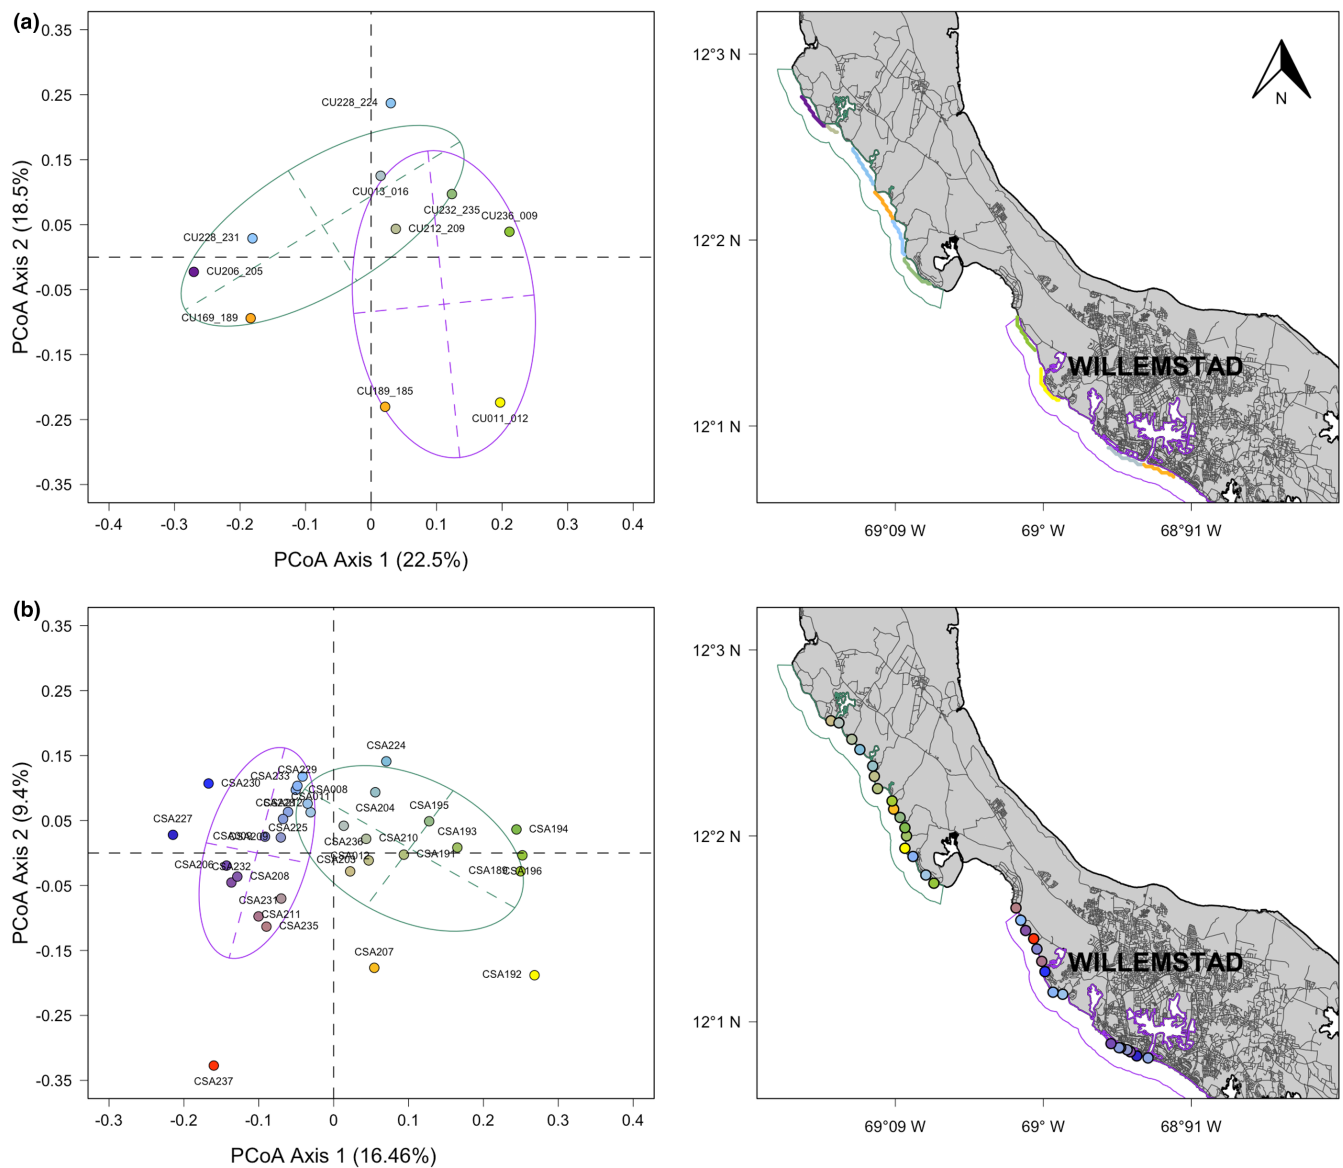 (a)
0.35
0.25
0.15
0.05
-0.05
-0.15
-0.25
-0.35
PCoA Axis 2 (18.5%)
CU228_224
CU013_016
CU232_235
CU236_009
CU212_209
CU228_231
CU206_205
CU169_189
CU189_185
CU011_012
-0.4 -0.3 -0.2 -0.1 0 0.1 0.2 0.3 0.4
PCoA Axis 1 (22.5%)
12°3 N
12°2 N
12°1 N
N
WILLEMSTAD
69°09 W 69° W 68°91 W
(b)
0.35
0.25
0.15
0.05
-0.05
-0.15
-0.25
-0.35
PCoA Axis 2 (9.4%)
CSA224
CSA229
CSA233
CSA230
CSA008
CSA011
CSA204
CSA195
CSA227
CSA225
CSA193
CSA194
CSA209
CSA236
CSA210
CSA012
CSA203
CSA191
CSA206
CSA232
CSA208
CSA189
CSA196
CSA231
CSA211
CSA235
CSA207
CSA192
CSA237
-0.3 -0.2 -0.1 0 0.1 0.2 0.3 0.4
PCoA Axis 1 (16.46%)
12°3 N
12°2 N
12°1 N
WILLEMSTAD
69°09 W 69° W 68°91 W